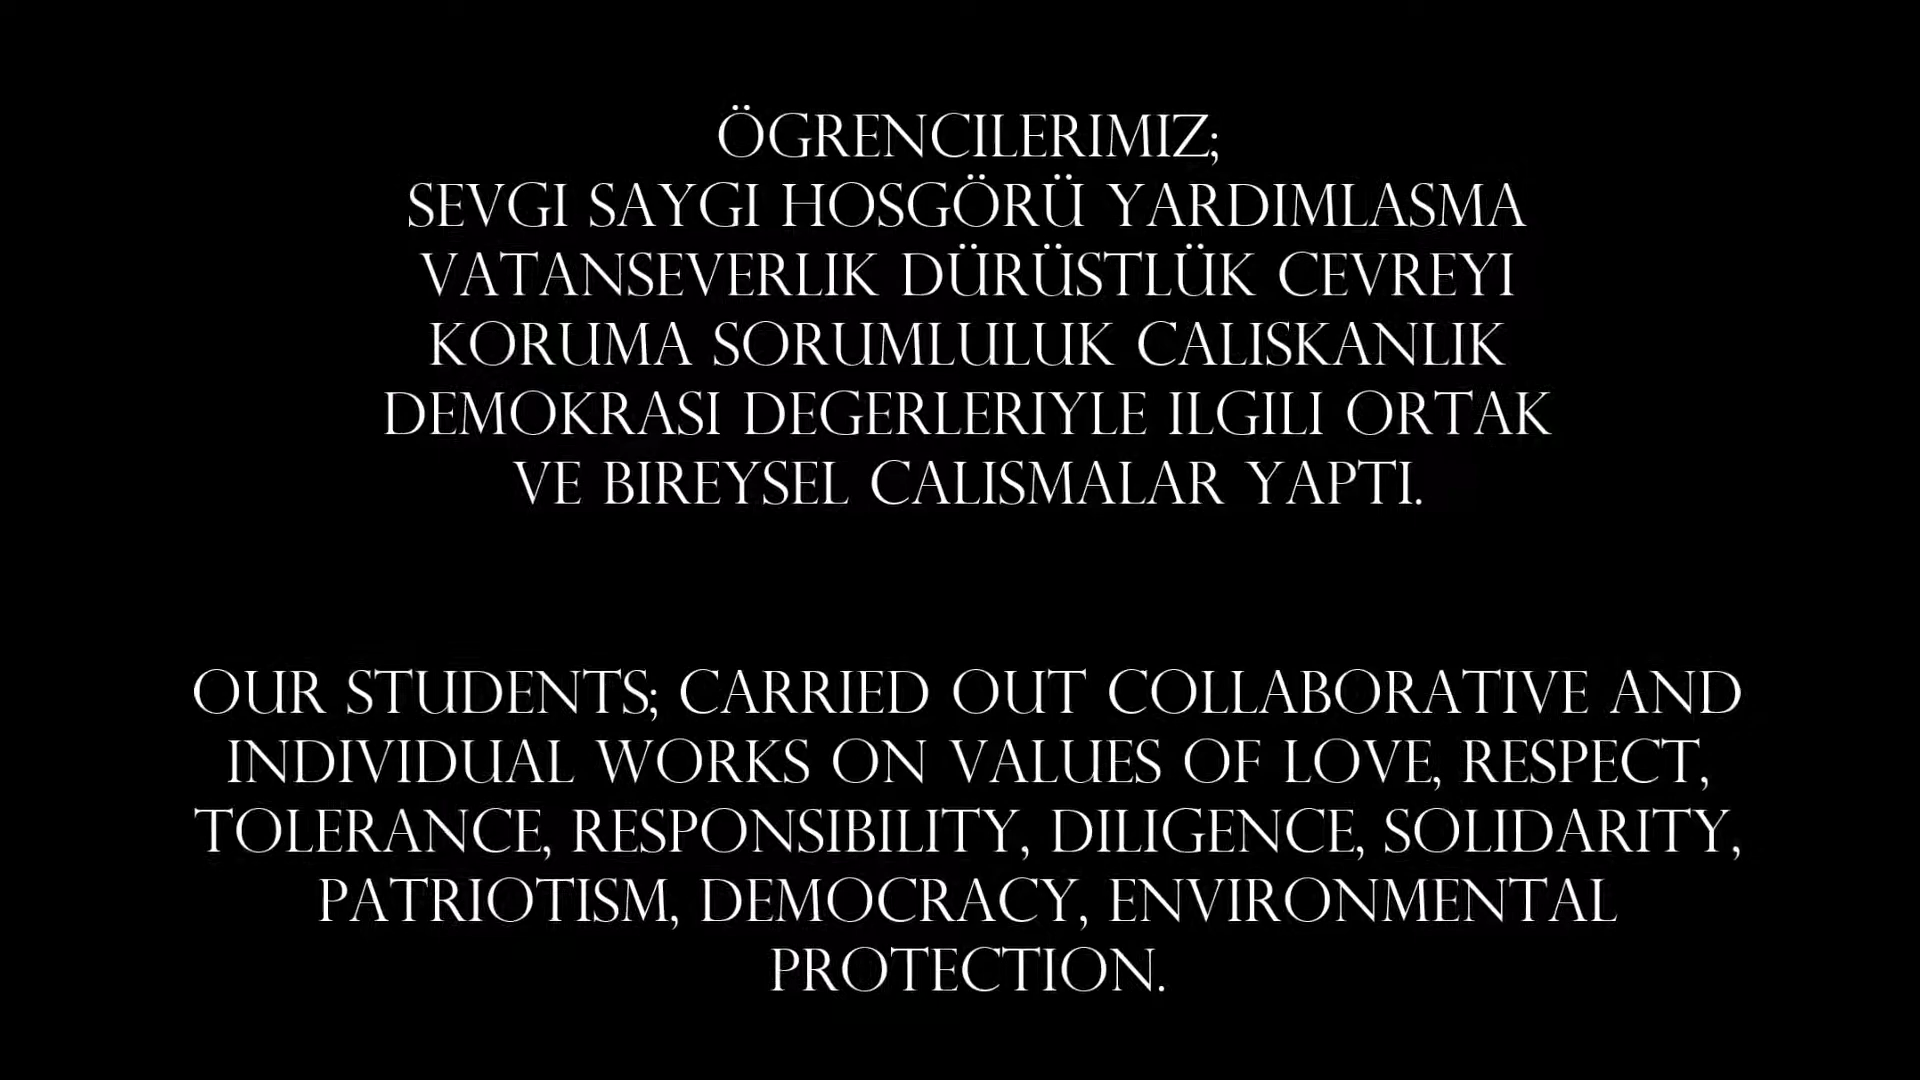 ÖGRENCILERIMIZ;
SEVGI SAYGI HOSGÖRÜ YARDIMLASMA
VATANSEVERLIK DÜRÜSTLÜK CEVREYI
KORUMA SORUMLULUK CALISKANLIK
DEMOKRASI DEGERLERIYLE ILGILI ORTAK
VE BIREYSEL CALISMALAR YAPTI.
OUR STUDENTS; CARRIED OUT COLLABORATIVE AND
INDIVIDUAL WORKS ON VALUES OF LOVE, RESPECT,
TOLERANCE, RESPONSIBILITY, DILIGENCE, SOLIDARITY,
PATRIOTISM, DEMOCRACY, ENVIRONMENTAL
PROTECTION.